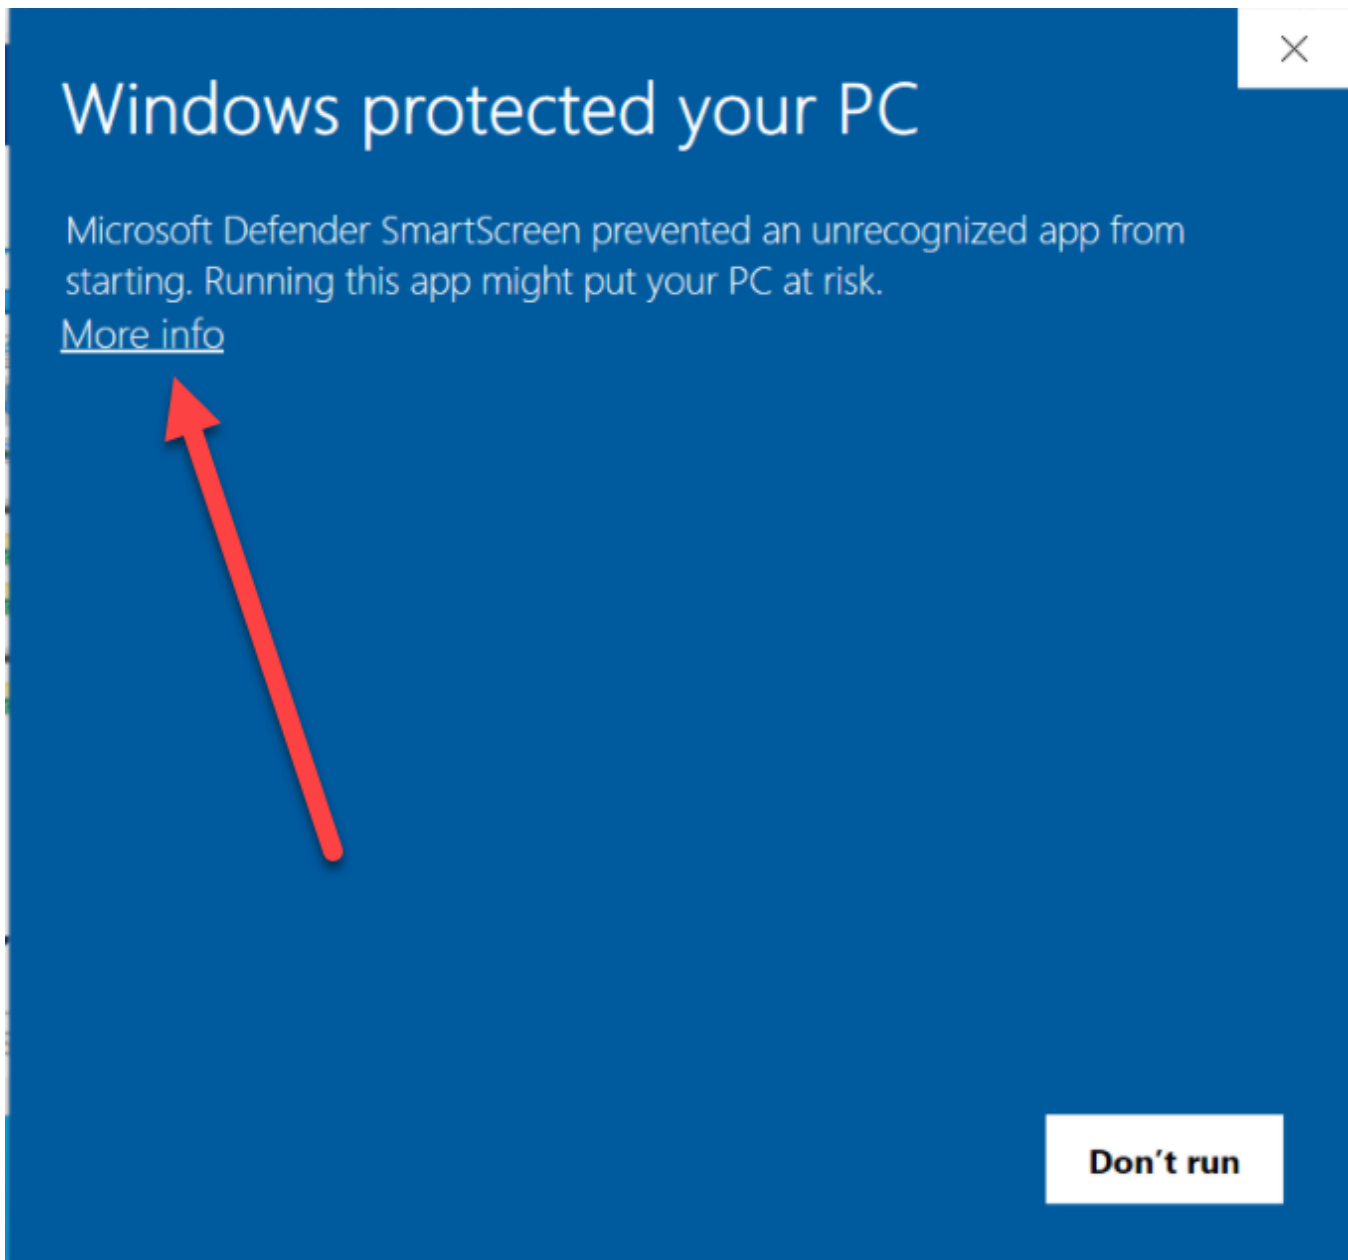 Windows protected your PC
Microsoft Defender SmartScreen prevented an unrecognized app from
starting. Running this app might put your PC at risk.
More info
Don’t run